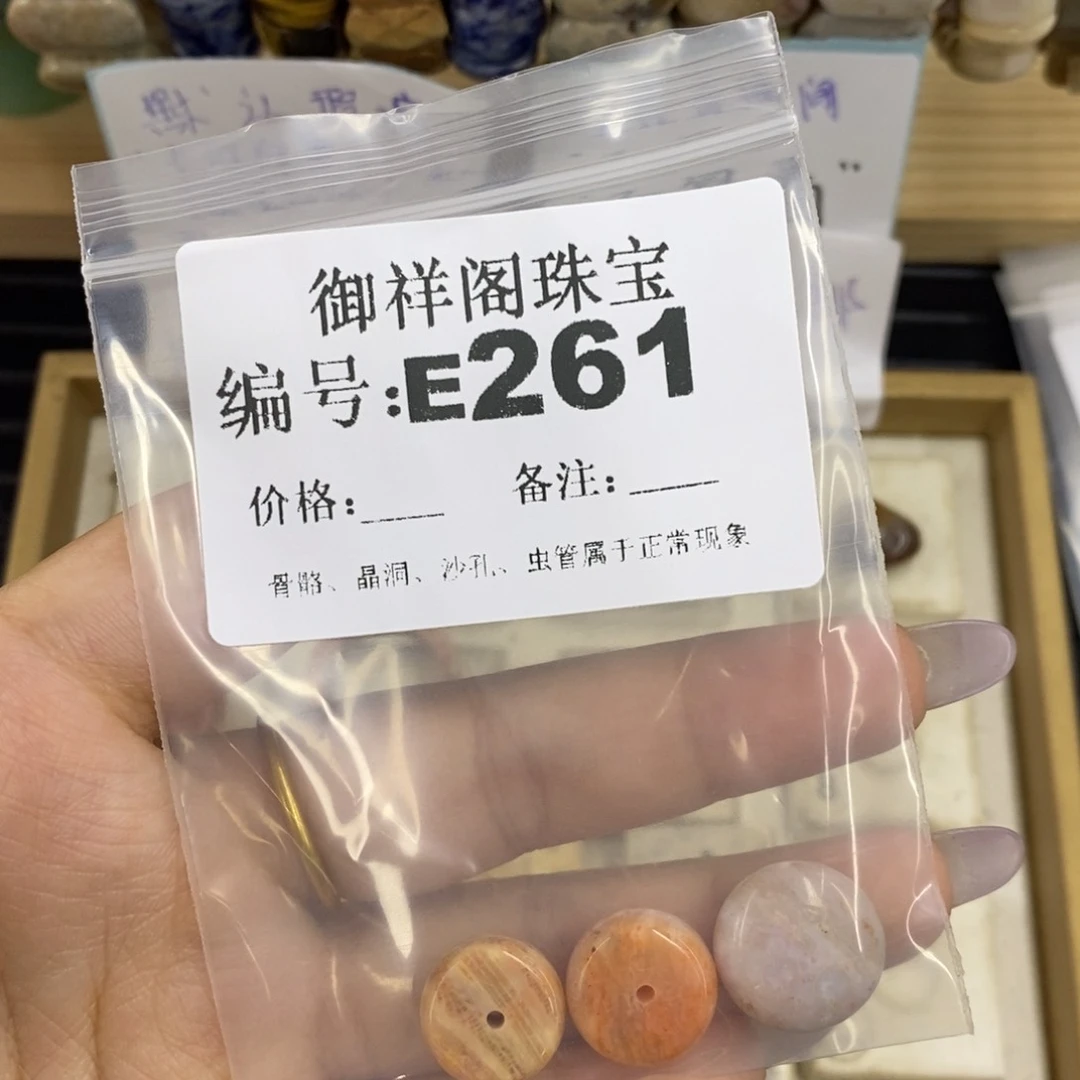 御祥阁珠宝
编号:E261
价格:____ 备注:____
骨骼、晶洞、沙孔、虫管属于正常现象